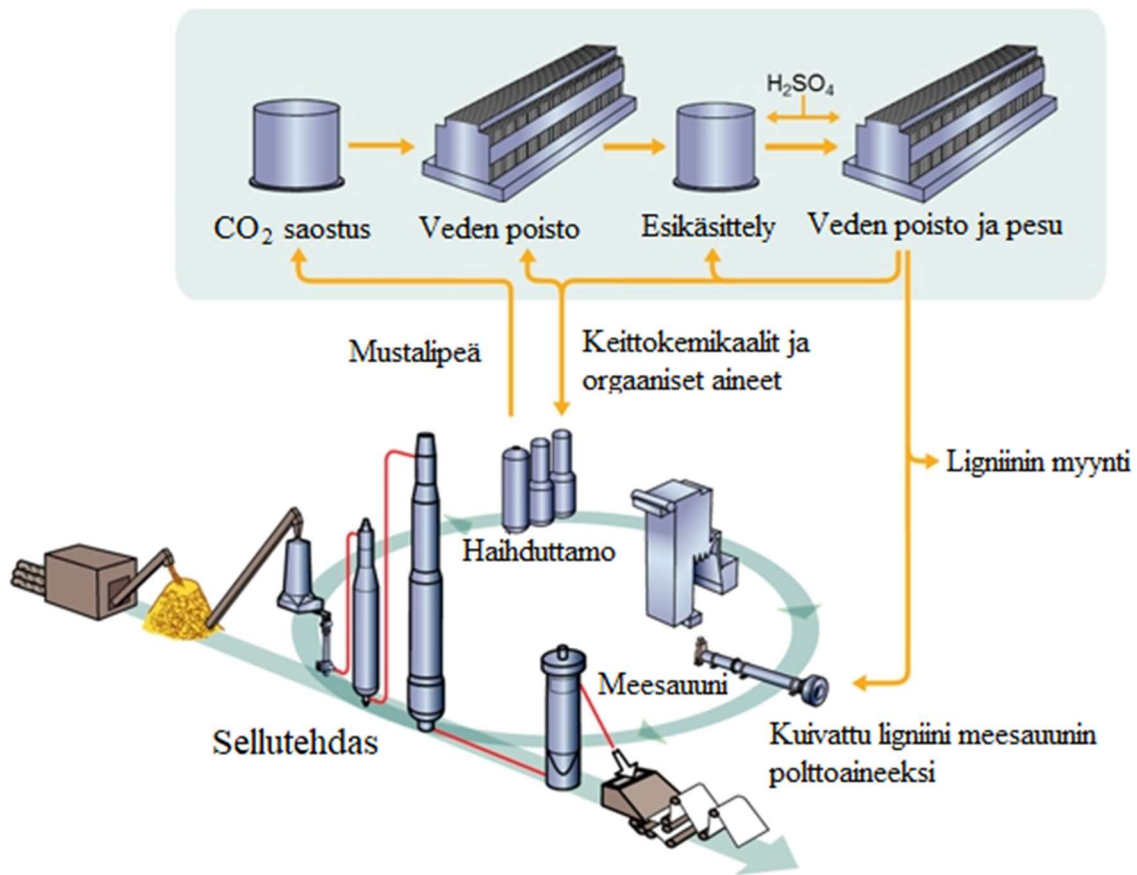 H₂SO₄
CO₂ saostus
Veden poisto
Esikäsittely
Veden poisto ja pesu
Mustalipeä
Keittokemikaalit ja
orgaaniset aineet
Ligniinin myynti
Haihduttamo
Meesauuni
Sellutehdas
Kuivattu ligniini meesauunin
polttoaineeksi